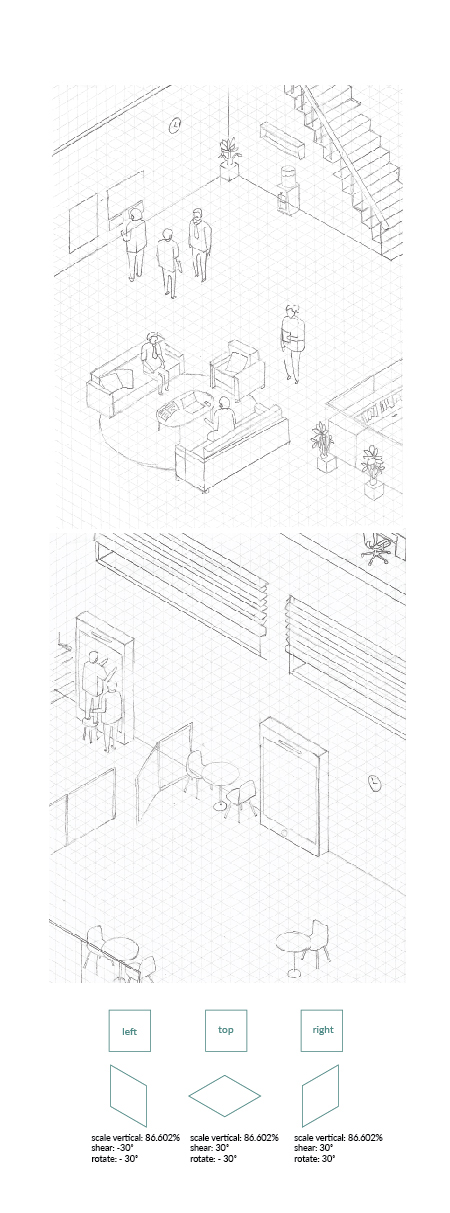 left
top
right
scale vertical: 86.602%
shear: -30°
rotate: - 30°
scale vertical: 86.602%
shear: 30°
rotate: - 30°
scale vertical: 86.602%
shear: 30°
rotate: 30°